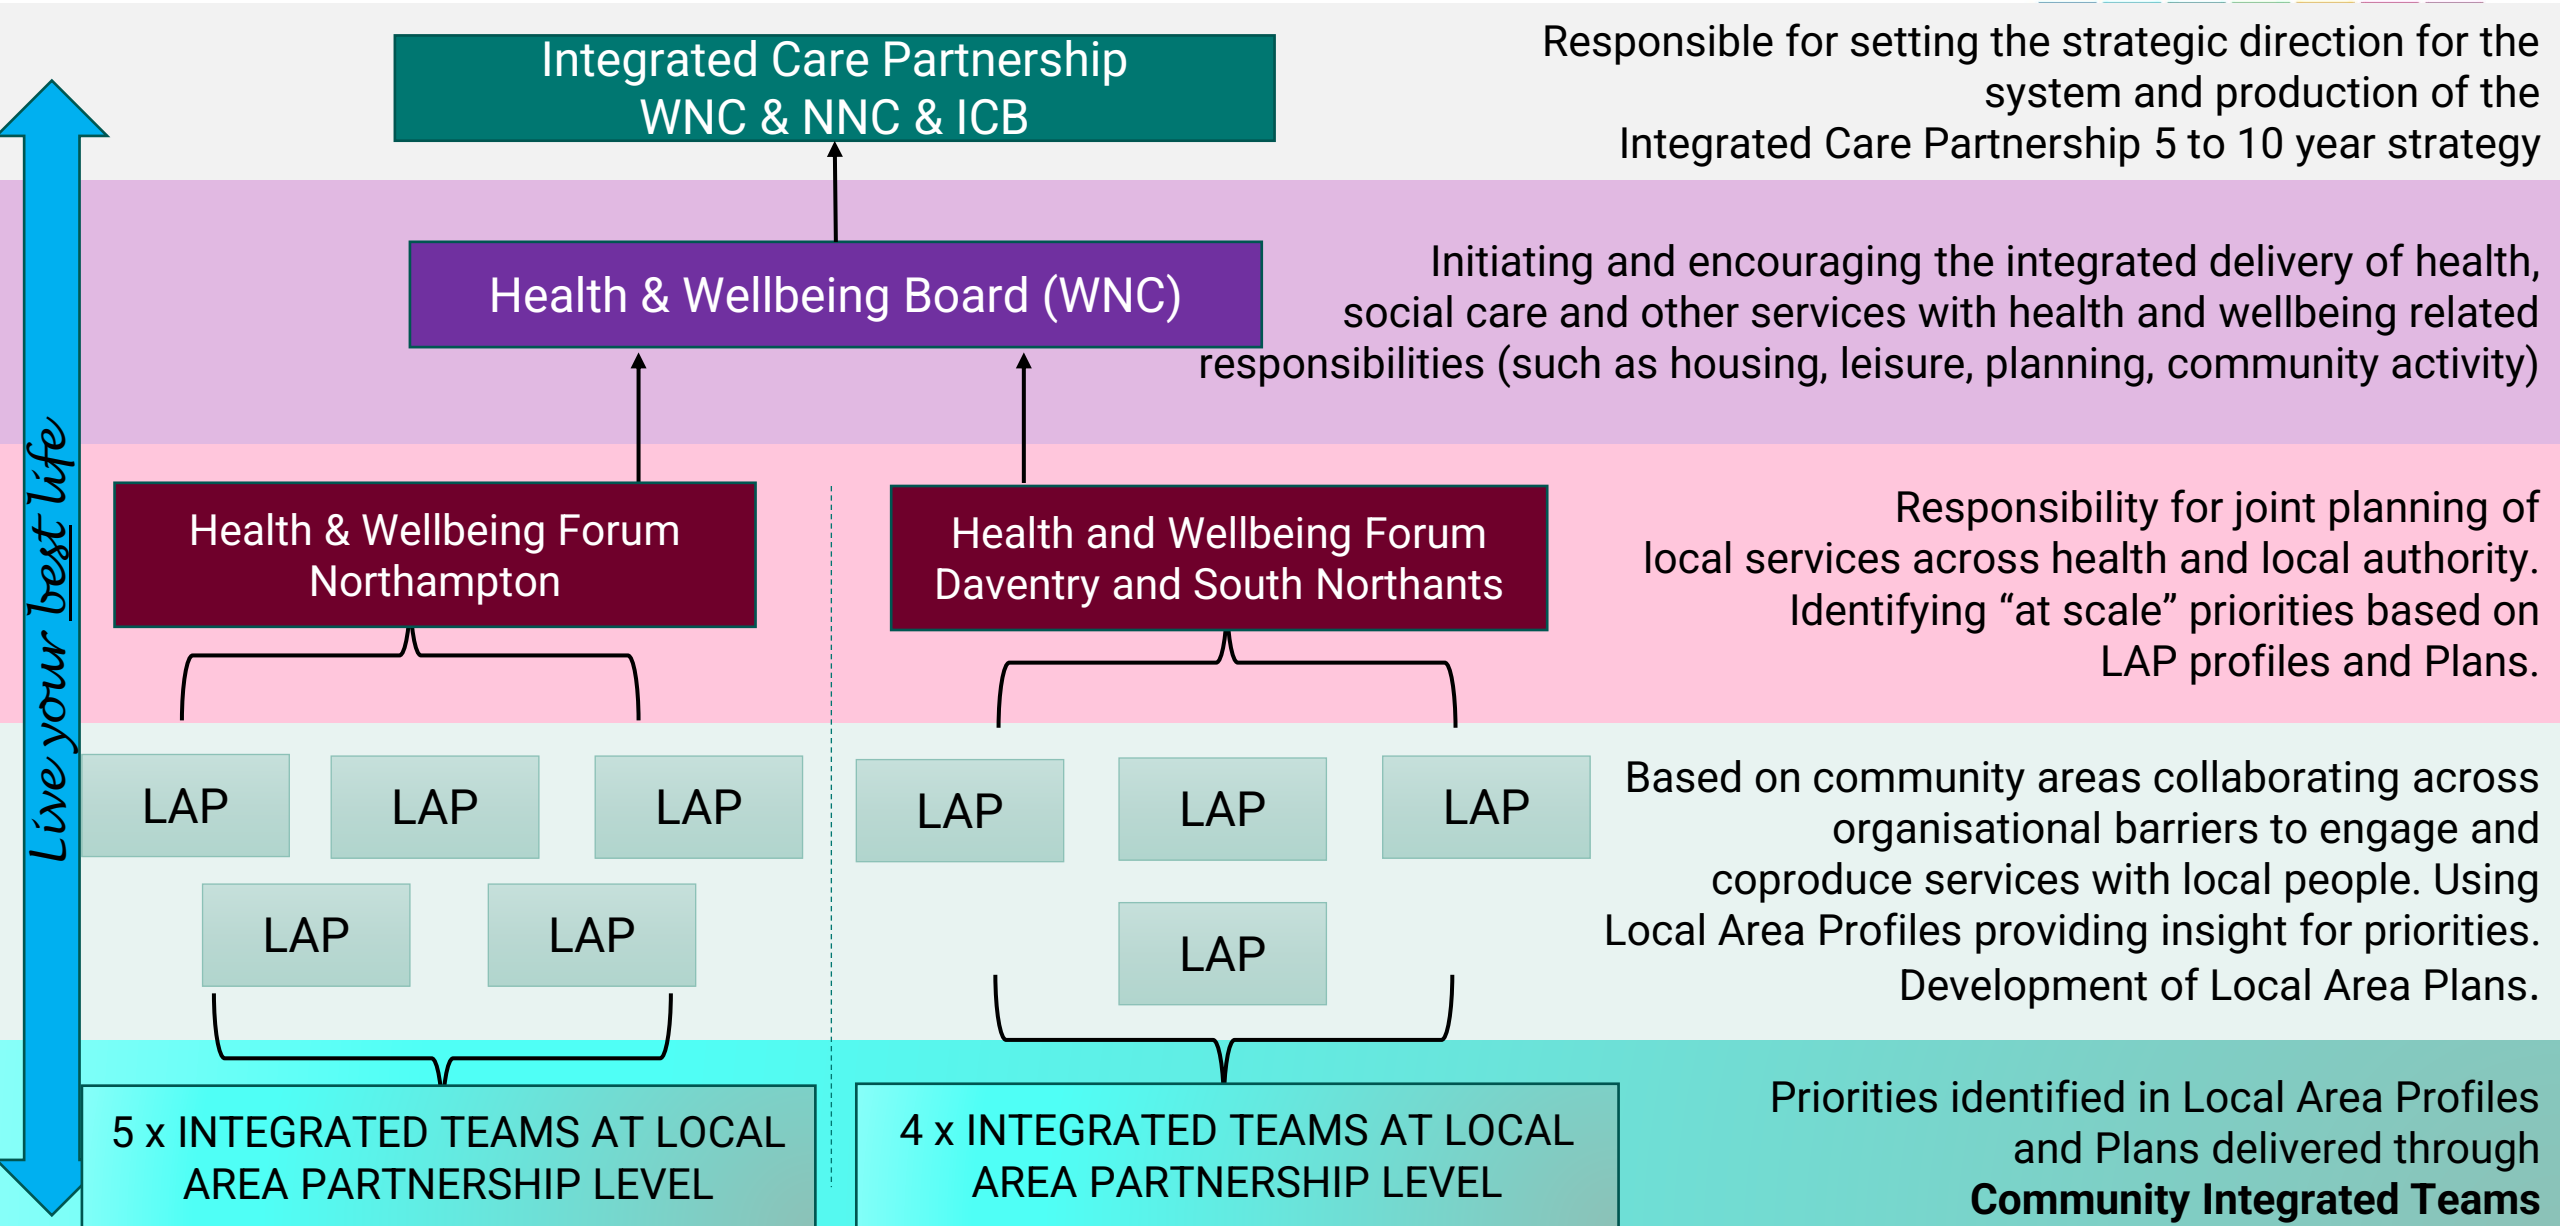 Integrated Care Partnership
WNC & NNC & ICB
Responsible for setting the strategic direction for the
system and production of the
Integrated Care Partnership 5 to 10 year strategy
Health & Wellbeing Board (WNC)
Initiating and encouraging the integrated delivery of health,
social care and other services with health and wellbeing related
responsibilities (such as housing, leisure, planning, community activity)
Live your best life
Health & Wellbeing Forum
Northampton
Health and Wellbeing Forum
Daventry and South Northants
Responsibility for joint planning of
local services across health and local authority.
Identifying “at scale” priorities based on
LAP profiles and Plans.
LAP
LAP
LAP
LAP
LAP
LAP
LAP
LAP
LAP
Based on community areas collaborating across
organisational barriers to engage and
coproduce services with local people. Using
Local Area Profiles providing insight for priorities.
Development of Local Area Plans.
5 x INTEGRATED TEAMS AT LOCAL
AREA PARTNERSHIP LEVEL
4 x INTEGRATED TEAMS AT LOCAL
AREA PARTNERSHIP LEVEL
Priorities identified in Local Area Profiles
and Plans delivered through
Community Integrated Teams